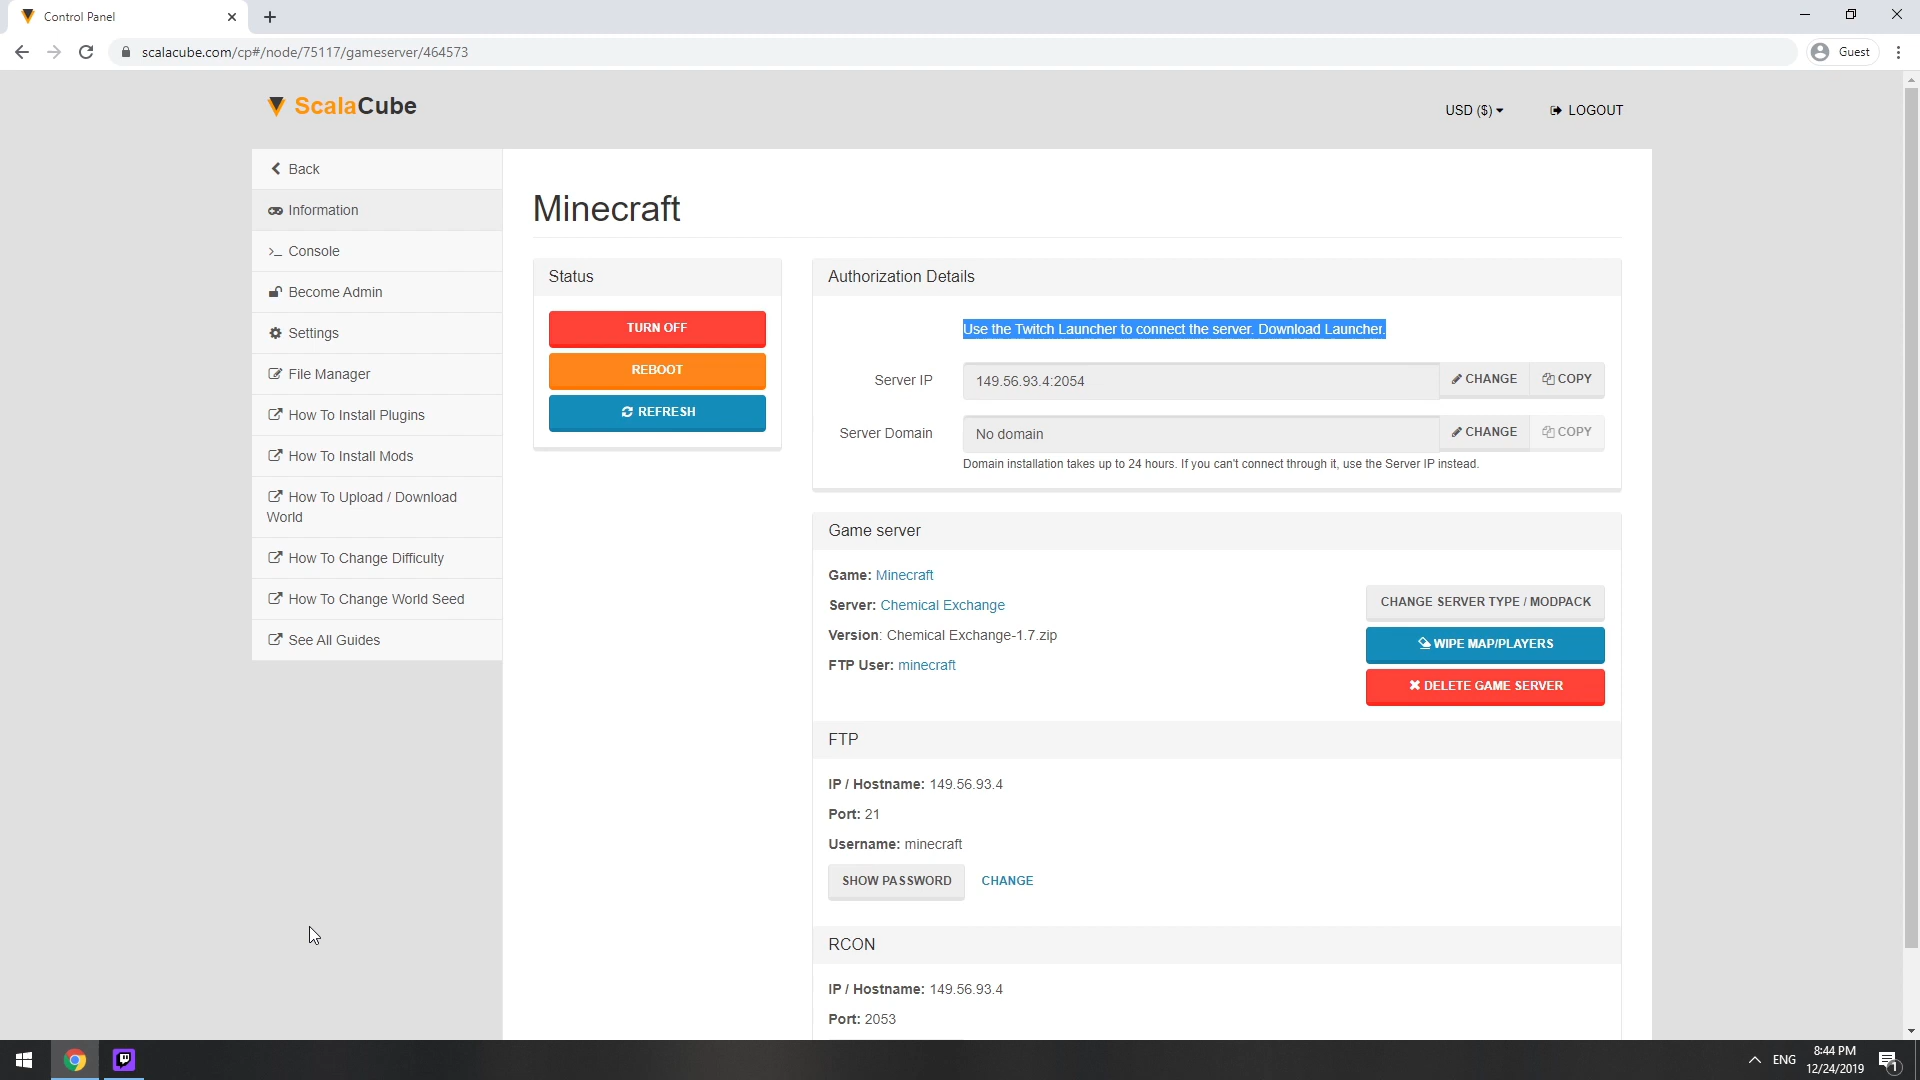 Control Panel
scalacube.com/cp#/node/75117/gameserver/464573
Guest
ScalaCube
USD ($)
LOGOUT
Back
Information
Console
Become Admin
Settings
File Manager
How To Install Plugins
How To Install Mods
How To Upload / Download
World
How To Change Difficulty
How To Change World Seed
See All Guides
Minecraft
Status
TURN OFF
REBOOT
REFRESH
Authorization Details
Use the Twitch Launcher to connect the server. Download Launcher.
Server IP
149.56.93.4:2054
CHANGE
COPY
Server Domain
No domain
CHANGE
COPY
Domain installation takes up to 24 hours. If you can't connect through it, use the Server IP instead.
Game server
Game: Minecraft
Server: Chemical Exchange
Version: Chemical Exchange-1.7.zip
FTP User: minecraft
CHANGE SERVER TYPE / MODPACK
WIPE MAP/PLAYERS
DELETE GAME SERVER
FTP
IP / Hostname: 149.56.93.4
Port: 21
Username: minecraft
SHOW PASSWORD
CHANGE
RCON
IP / Hostname: 149.56.93.4
Port: 2053
ENG
8:44 PM
12/24/2019
1